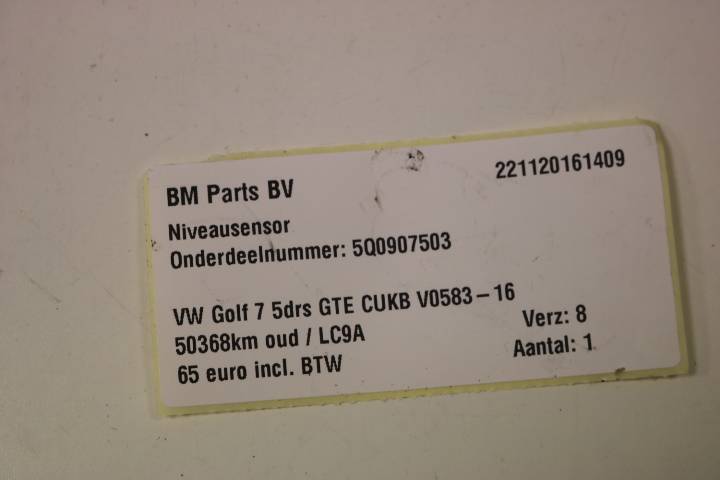 BM Parts BV
221120161409
Niveausensor
Onderdeelnummer: 5Q0907503
VW Golf 7 5drs GTE CUKB V0583-16
50368km oud / LC9A
Verz: 8
65 euro incl. BTW
Aantal: 1